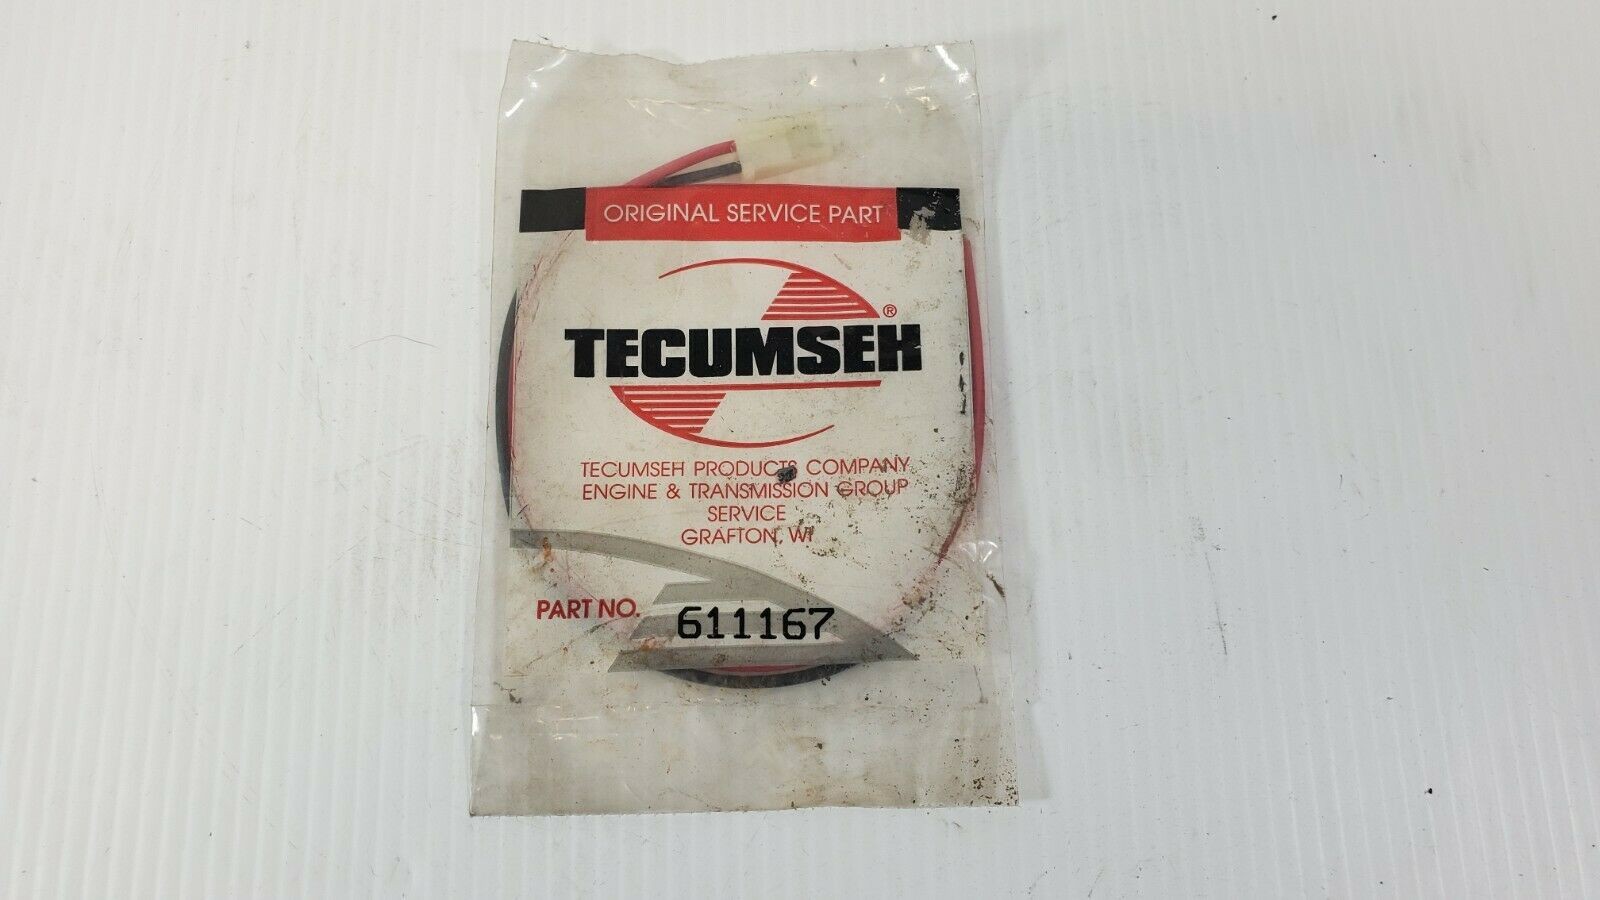 ORIGINAL SERVICE PART
TECUMSEH®
TECUMSEH PRODUCTS COMPANY
ENGINE & TRANSMISSION GROUP
SERVICE
GRAFTON, WI
PART NO. 611167